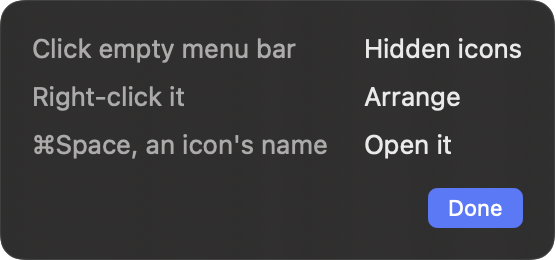 Click empty menu bar Hidden icons
Right-click it Arrange
⌘Space, an icon's name Open it
Done